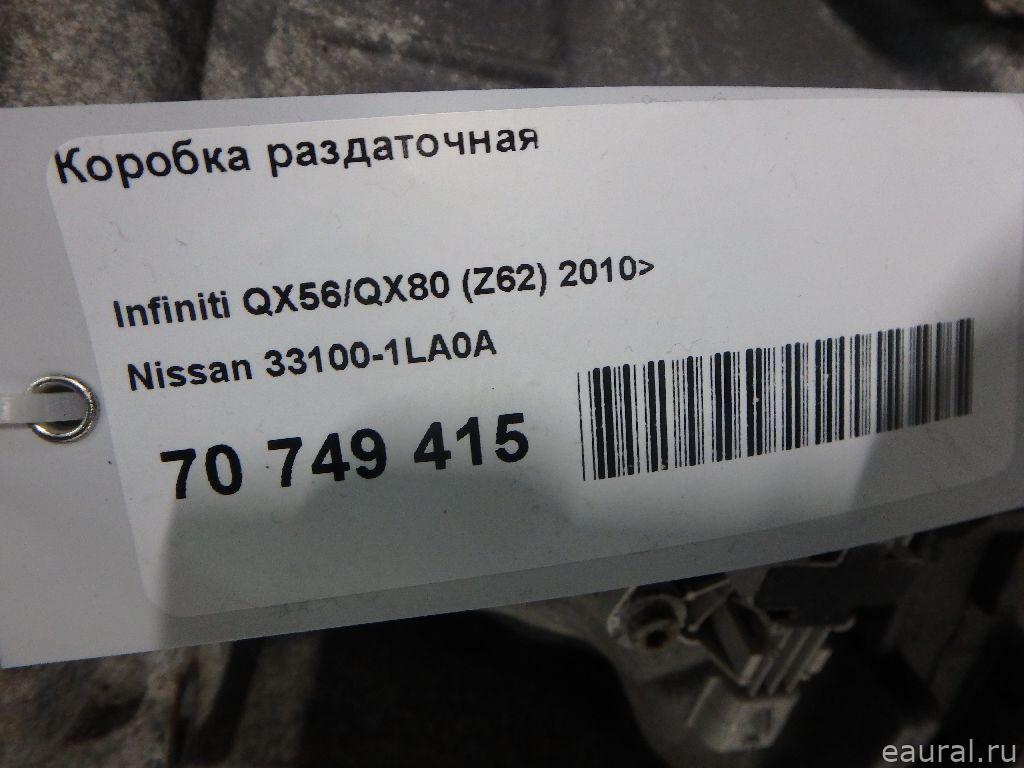 Коробка раздаточная
Infiniti QX56/QX80 (Z62) 2010>
Nissan 33100-1LA0A
70 749 415
eaural.ru